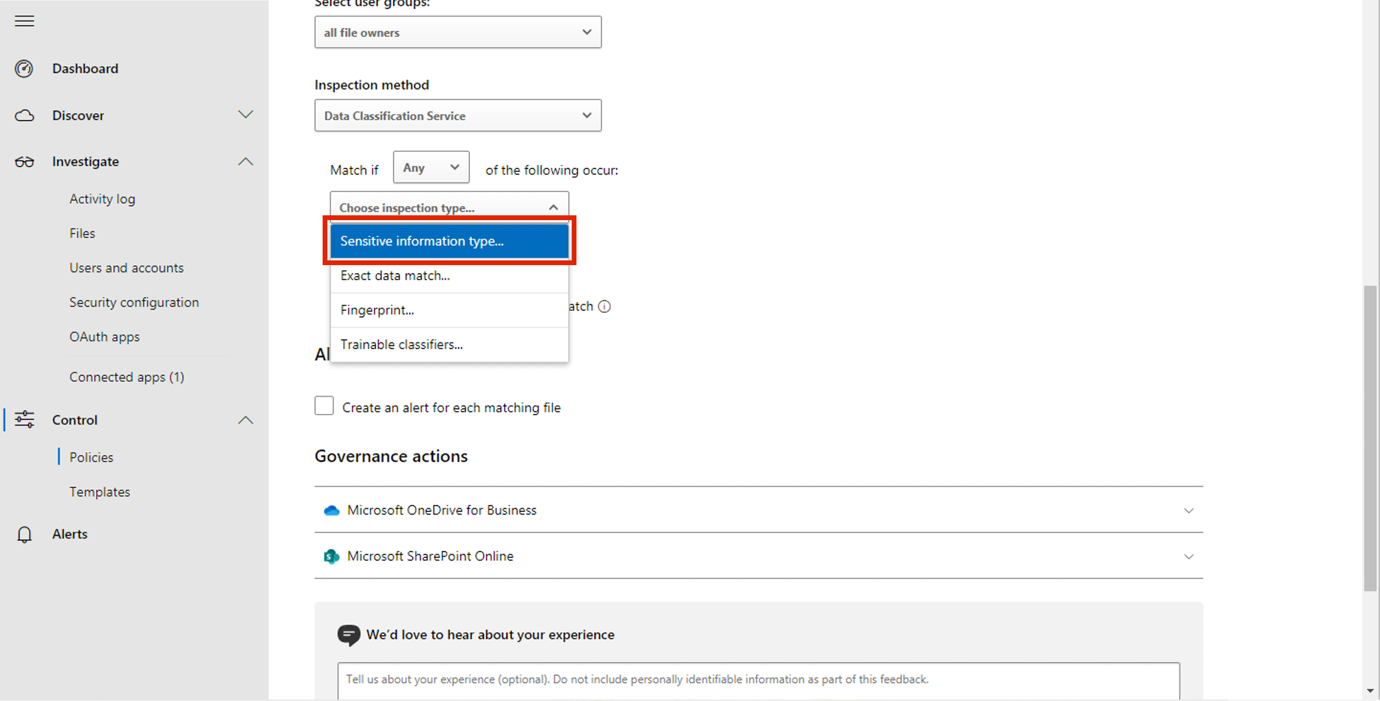 Select user groups:
all file owners
Dashboard
Inspection method
Discover
Data Classification Service
Investigate
Match if Any of the following occur:
Activity log
Choose inspection type...
Files
Sensitive information type...
Users and accounts
Exact data match...
Security configuration
Fingerprint...
atch
OAuth apps
Trainable classifiers...
Al
Connected apps (1)
Create an alert for each matching file
Control
Policies
Governance actions
Templates
Microsoft OneDrive for Business
Alerts
Microsoft SharePoint Online
We'd love to hear about your experience
Tell us about your experience (optional). Do not include personally identifiable information as part of this feedback.